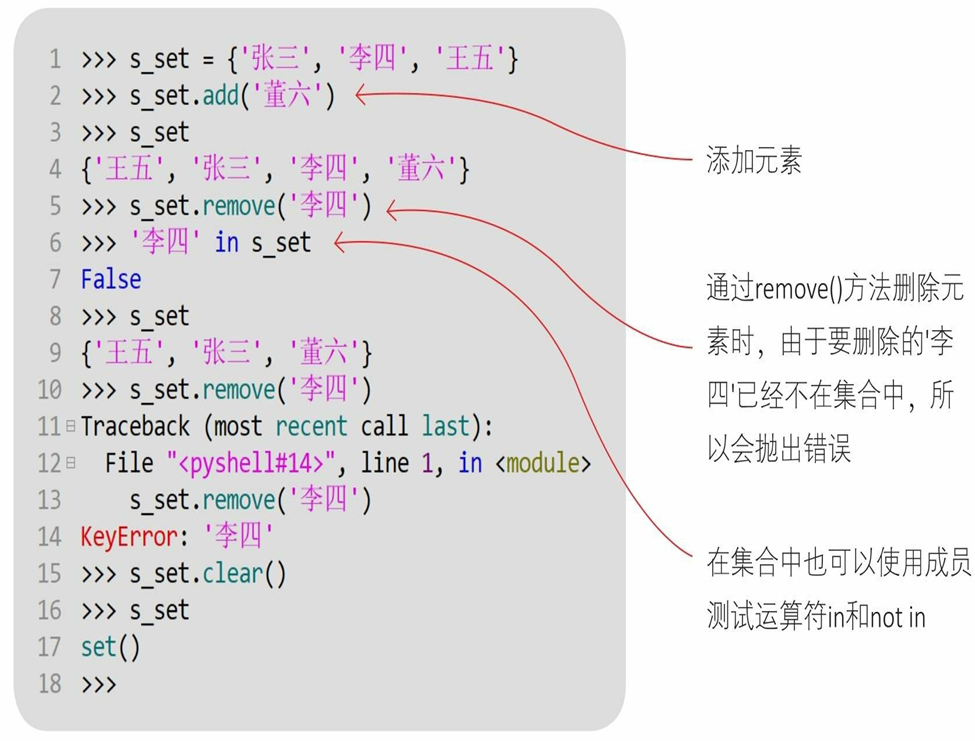 1 >>> s_set = {'张三', '李四', '王五'}
2 >>> s_set.add('董六')
3 >>> s_set
4 {'王五', '张三', '李四', '董六'}
5 >>> s_set.remove('李四')
6 >>> '李四' in s_set
7 False
8 >>> s_set
9 {'王五', '张三', '董六'}
10 >>> s_set.remove('李四')
11 Traceback (most recent call last):
12 File "<pyshell#14>", line 1, in <module>
13 s_set.remove('李四')
14 KeyError: '李四'
15 >>> s_set.clear()
16 >>> s_set
17 set()
18 >>>
添加元素
通过remove()方法删除元
素时，由于要删除的'李
四'已经不在集合中，所
以会抛出错误
在集合中也可以使用成员
测试运算符in和not in